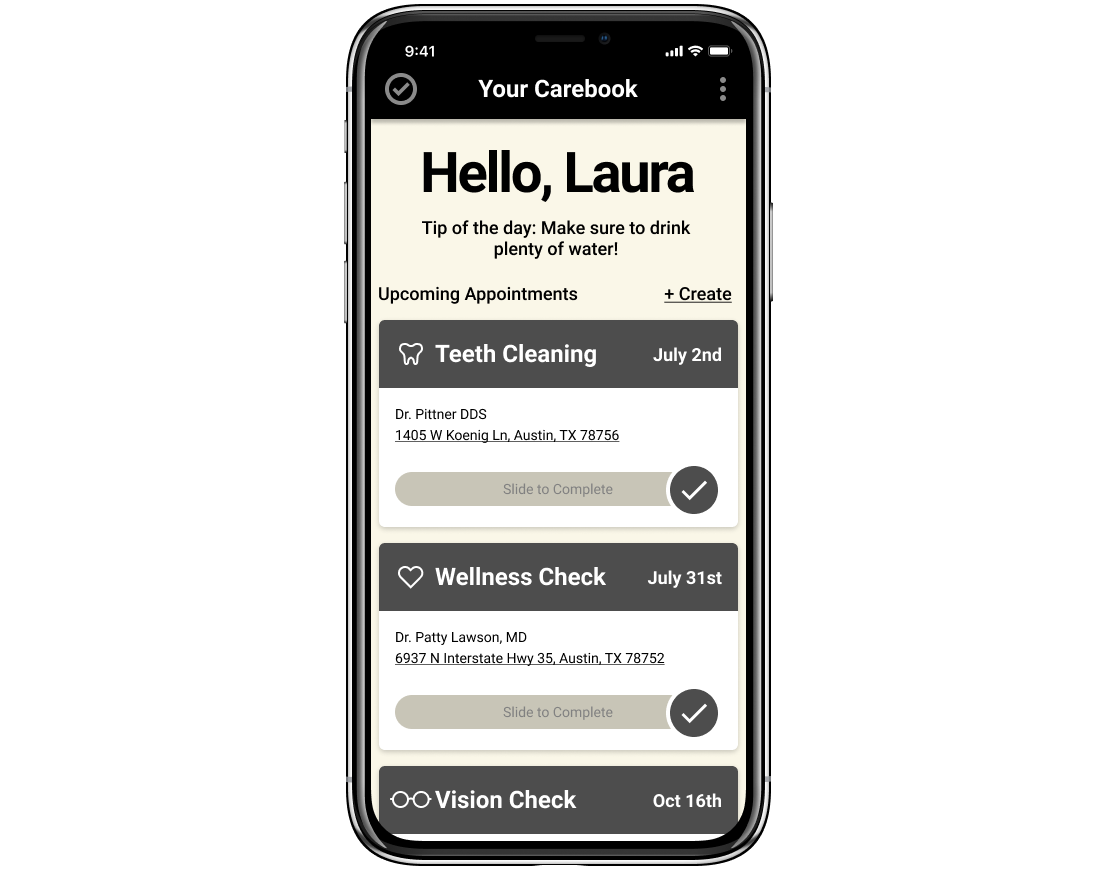 9:41
Your Carebook
Hello, Laura
Tip of the day: Make sure to drink
plenty of water!
Upcoming Appointments
+ Create
Teeth Cleaning
July 2nd
Dr. Pittner DDS
1405 W Koenig Ln, Austin, TX 78756
Slide to Complete
Wellness Check
July 31st
Dr. Patty Lawson, MD
6937 N Interstate Hwy 35, Austin, TX 78752
Slide to Complete
Vision Check
Oct 16th